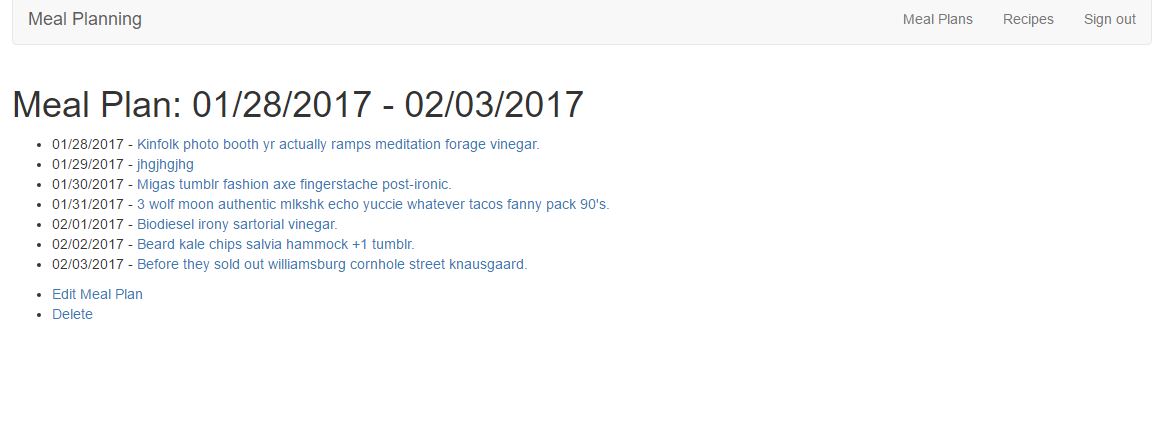 Meal Planning Meal Plans Recipes Sign out
Meal Plan: 01/28/2017 - 02/03/2017
01/28/2017 - Kinfolk photo booth yr actually ramps meditation forage vinegar.
01/29/2017 - jhgjhgjhg
01/30/2017 - Migas tumblr fashion axe fingerstache post-ironic.
01/31/2017 - 3 wolf moon authentic mlkshk echo yuccie whatever tacos fanny pack 90's.
02/01/2017 - Biodiesel irony sartorial vinegar.
02/02/2017 - Beard kale chips salvia hammock +1 tumblr.
02/03/2017 - Before they sold out williamsburg cornhole street knausgaard.
Edit Meal Plan
Delete